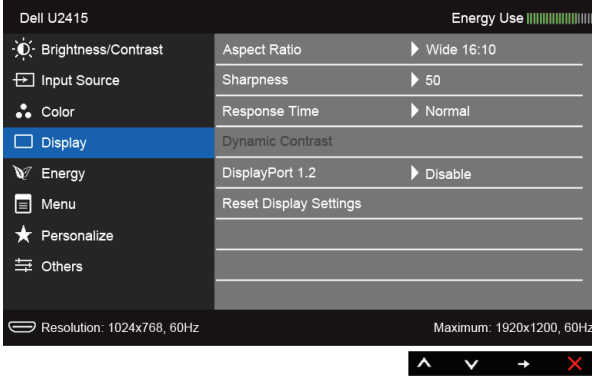 Dell U2415 Energy Use
Brightness/Contrast Aspect Ratio Wide 16:10
Input Source Sharpness 50
Color Response Time Normal
Display Dynamic Contrast
Energy DisplayPort 1.2 Disable
Menu Reset Display Settings
Personalize
Others
Resolution: 1024x768, 60Hz Maximum: 1920x1200, 60Hz